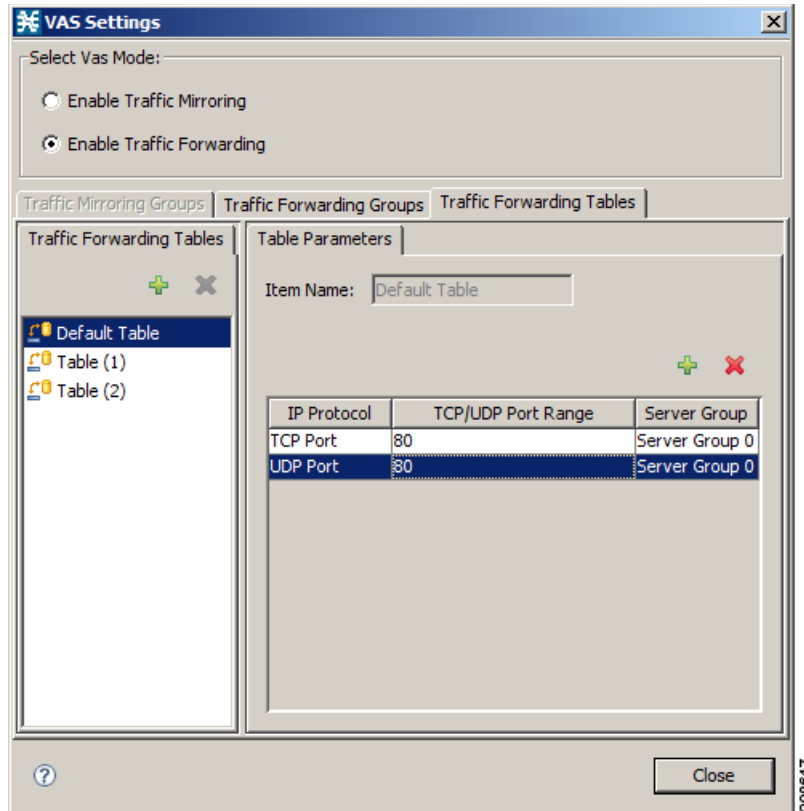 VAS Settings
Select Vas Mode:
Enable Traffic Mirroring
Enable Traffic Forwarding
Traffic Mirroring Groups Traffic Forwarding Groups Traffic Forwarding Tables
Traffic Forwarding Tables Table Parameters
Item Name: Default Table
Default Table
Table (1)
Table (2)
IP Protocol TCP/UDP Port Range Server Group
TCP Port 80 Server Group 0
UDP Port 80 Server Group 0
? Close